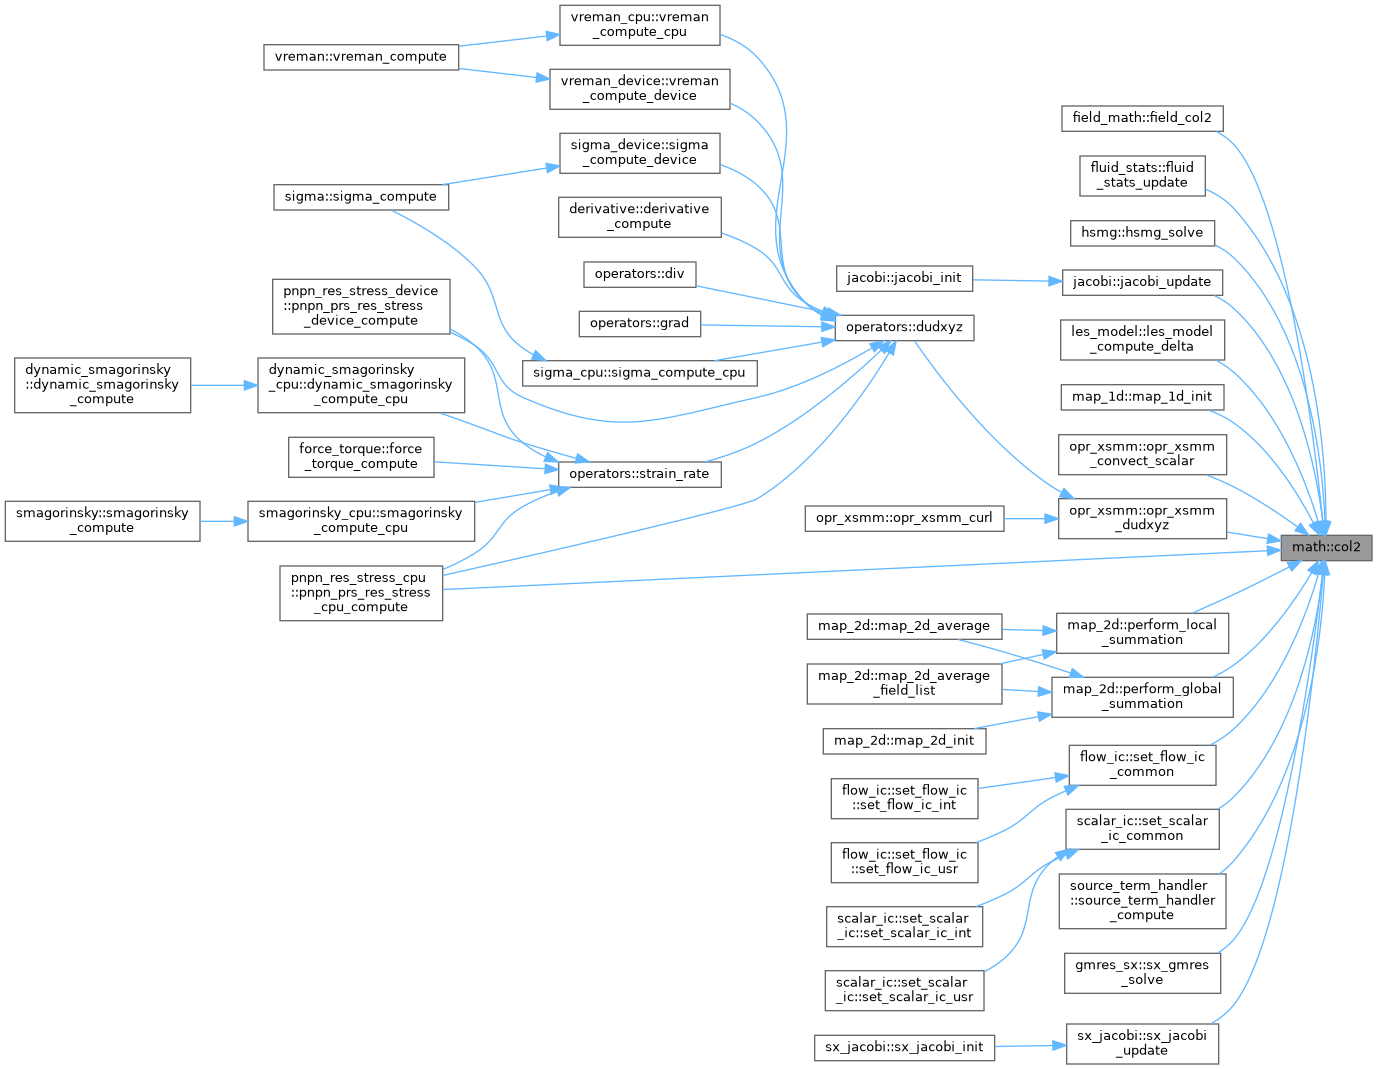 vreman_cpu::vreman
_compute_cpu
vreman::vreman_compute
vreman_device::vreman
_compute_device
sigma_device::sigma
_compute_device
sigma::sigma_compute
derivative::derivative
_compute
operators::div
operators::grad
pnpn_res_stress_device
::pnpn_prs_res_stress
_device_compute
sigma_cpu::sigma_compute_cpu
dynamic_smagorinsky
::dynamic_smagorinsky
_compute
dynamic_smagorinsky
_cpu::dynamic_smagorinsky
_compute_cpu
force_torque::force
_torque_compute
operators::strain_rate
smagorinsky::smagorinsky
_compute
smagorinsky_cpu::smagorinsky
_compute_cpu
pnpn_res_stress_cpu
::pnpn_prs_res_stress
_cpu_compute
jacobi::jacobi_init
operators::dudxyz
opr_xsmm::opr_xsmm_curl
map_2d::map_2d_average
map_2d::map_2d_average
_field_list
map_2d::map_2d_init
flow_ic::set_flow_ic
::set_flow_ic_int
flow_ic::set_flow_ic
::set_flow_ic_usr
scalar_ic::set_scalar
_ic::set_scalar_ic_int
scalar_ic::set_scalar
_ic::set_scalar_ic_usr
sx_jacobi::sx_jacobi_init
field_math::field_col2
fluid_stats::fluid
_stats_update
hsmg::hsmg_solve
jacobi::jacobi_update
les_model::les_model
_compute_delta
map_1d::map_1d_init
opr_xsmm::opr_xsmm
_convect_scalar
opr_xsmm::opr_xsmm
_dudxyz
map_2d::perform_local
_summation
map_2d::perform_global
_summation
flow_ic::set_flow_ic
_common
scalar_ic::set_scalar
_ic_common
source_term_handler
::source_term_handler
_compute
gmres_sx::sx_gmres
_solve
sx_jacobi::sx_jacobi
_update
math::col2